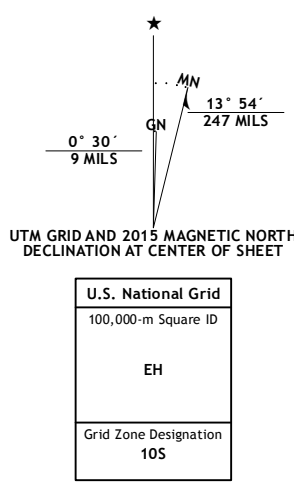 ★
MN
GN
13° 54´
247 MILS
0° 30´
9 MILS
UTM GRID AND 2015 MAGNETIC NORTH
DECLINATION AT CENTER OF SHEET
U.S. National Grid
100,000-m Square ID
EH
Grid Zone Designation
10S